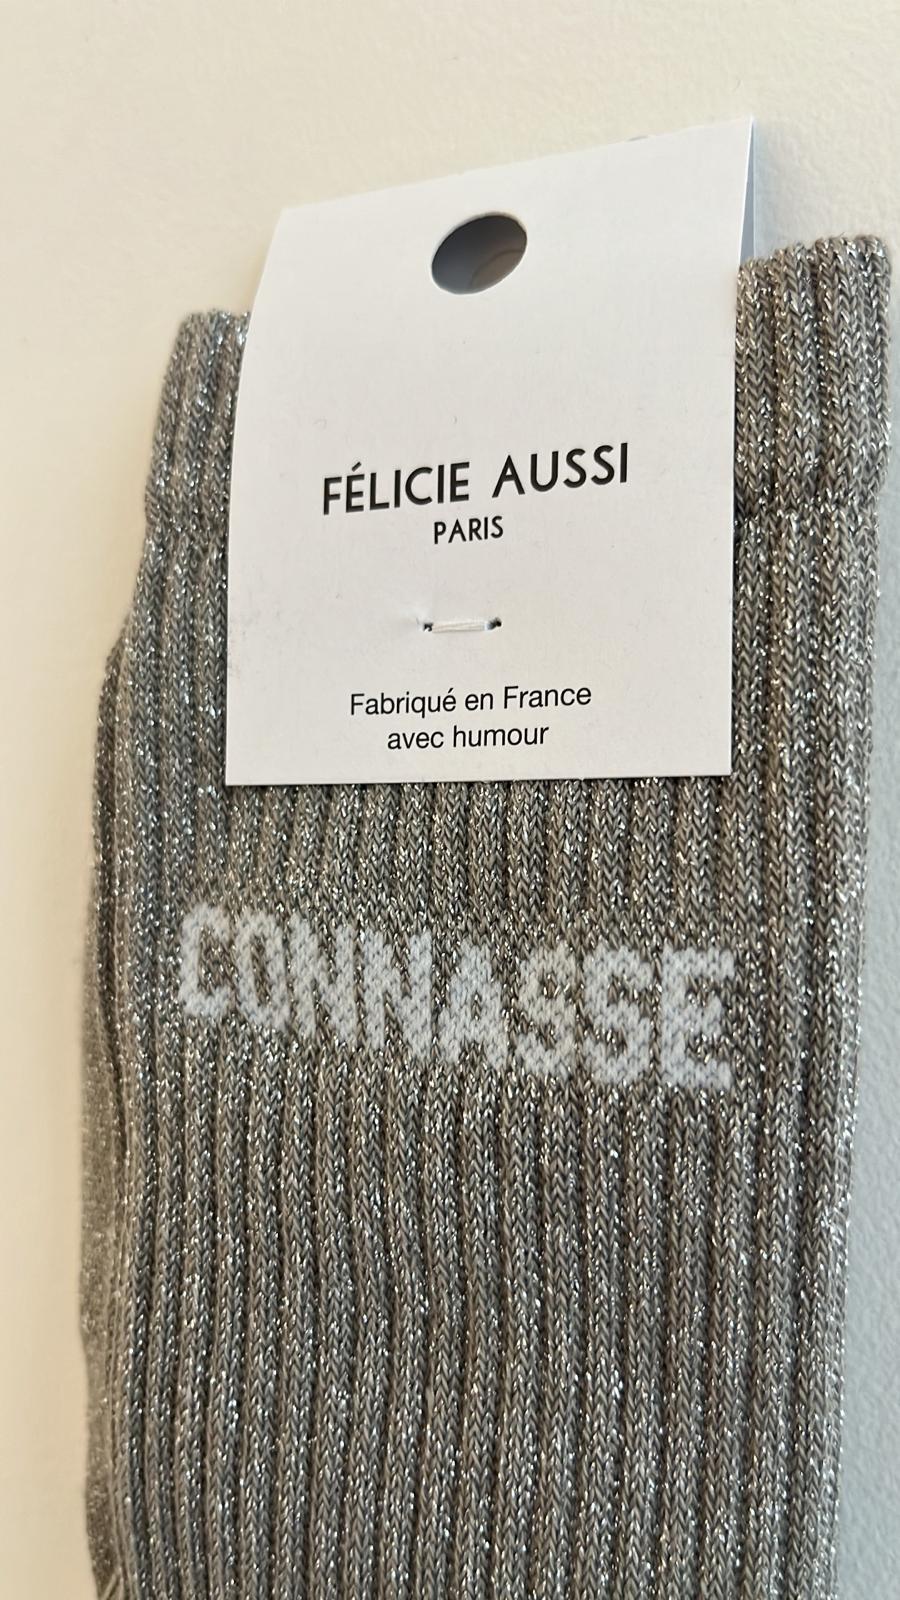 FÉLICIE AUSSI
PARIS
Fabriqué en France
avec humour
CONNASSE